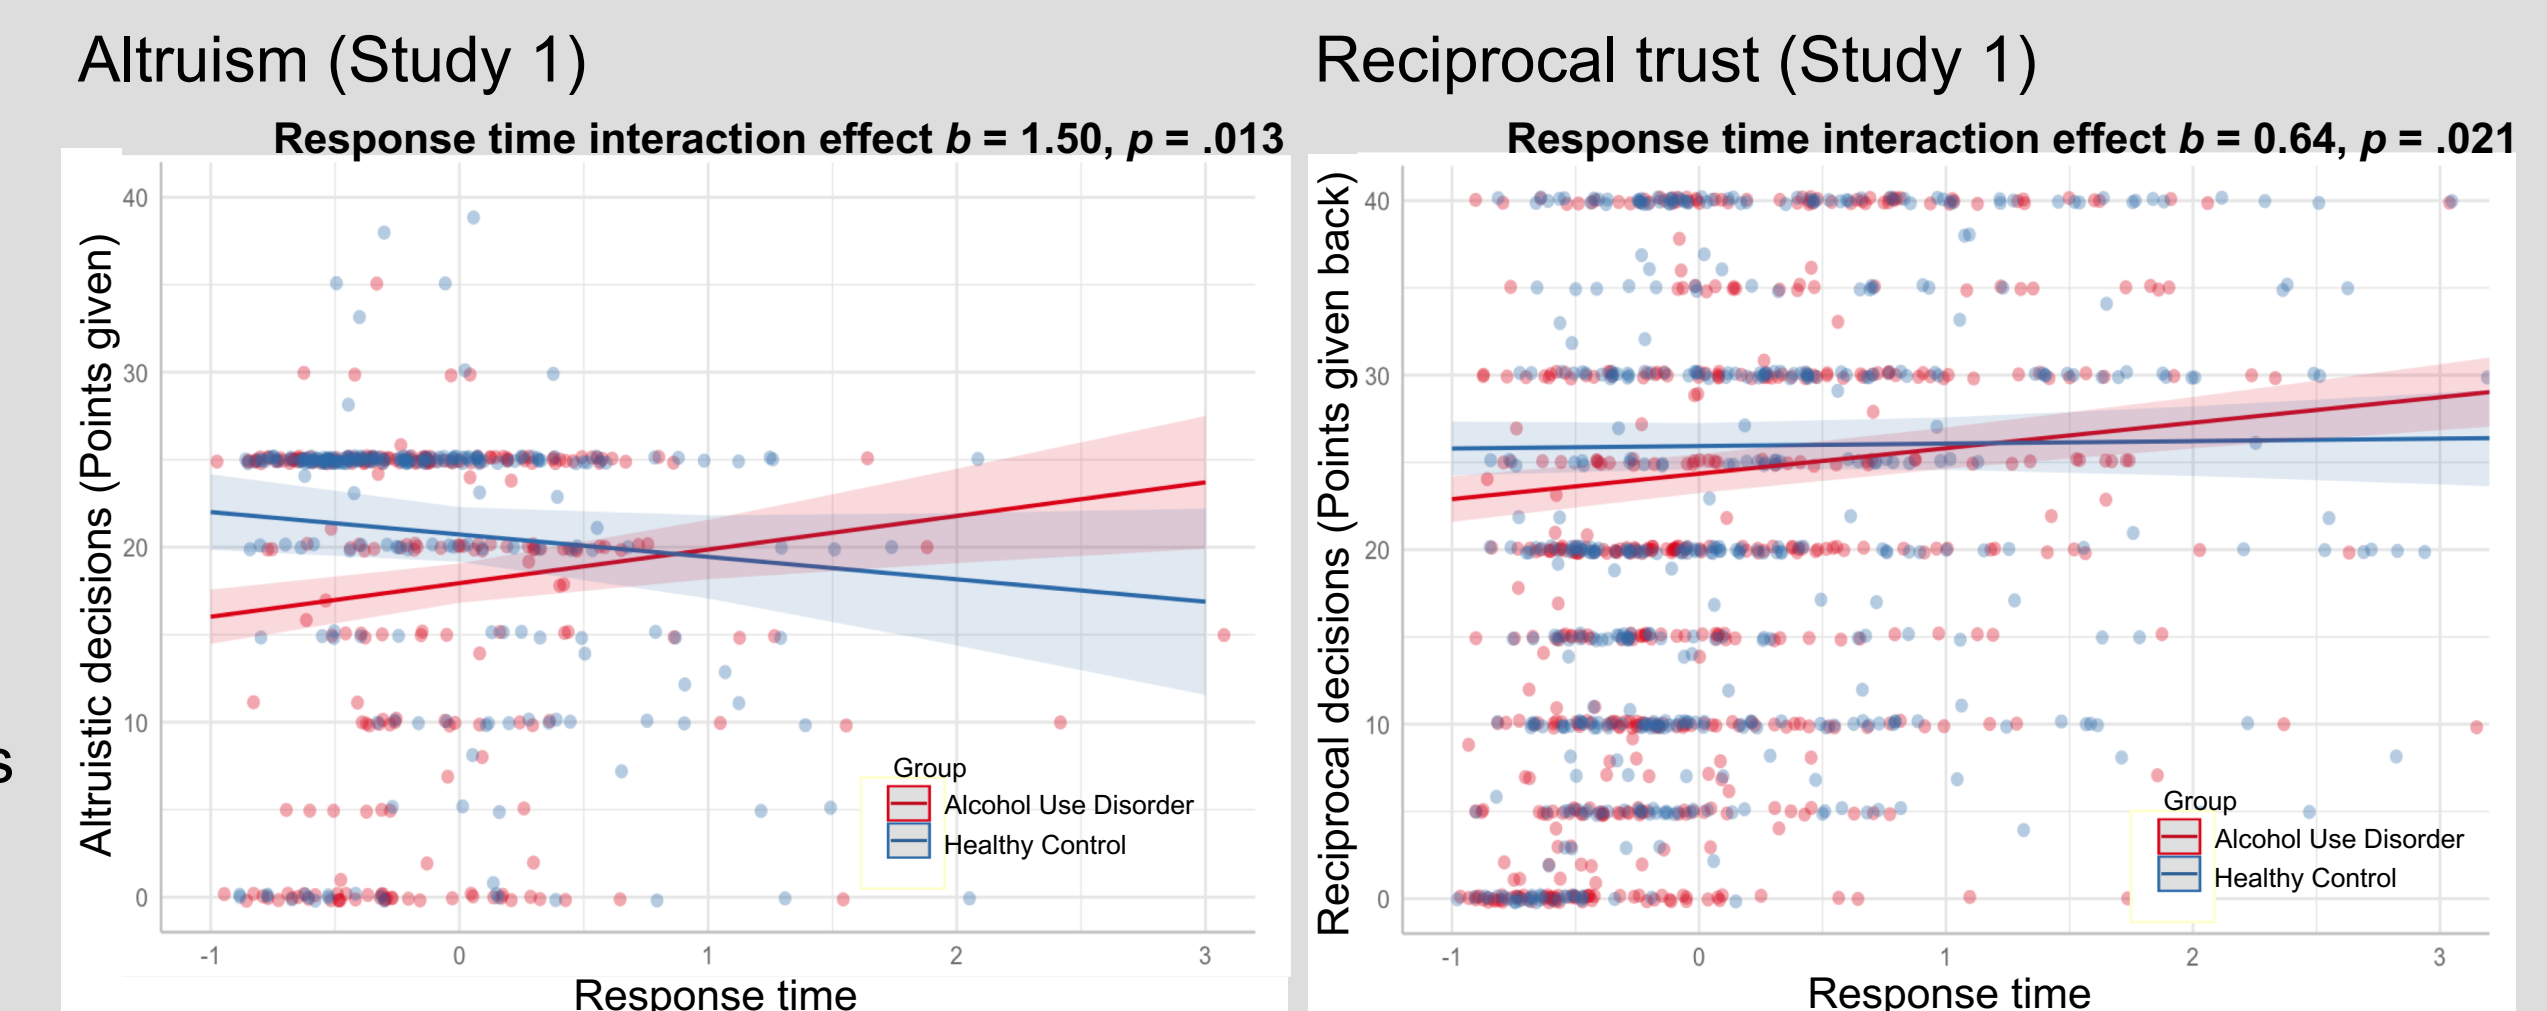 Altruism (Study 1)
Response time interaction effect b = 1.50, p = .013
Altruistic decisions (Points given)
40
30
20
10
0
-1 0 1 2 3
Response time
Group
Alcohol Use Disorder
Healthy Control
Reciprocal trust (Study 1)
Response time interaction effect b = 0.64, p = .021
Reciprocal decisions (Points given back)
40
30
20
10
0
-1 0 1 2 3
Response time
Group
Alcohol Use Disorder
Healthy Control
s